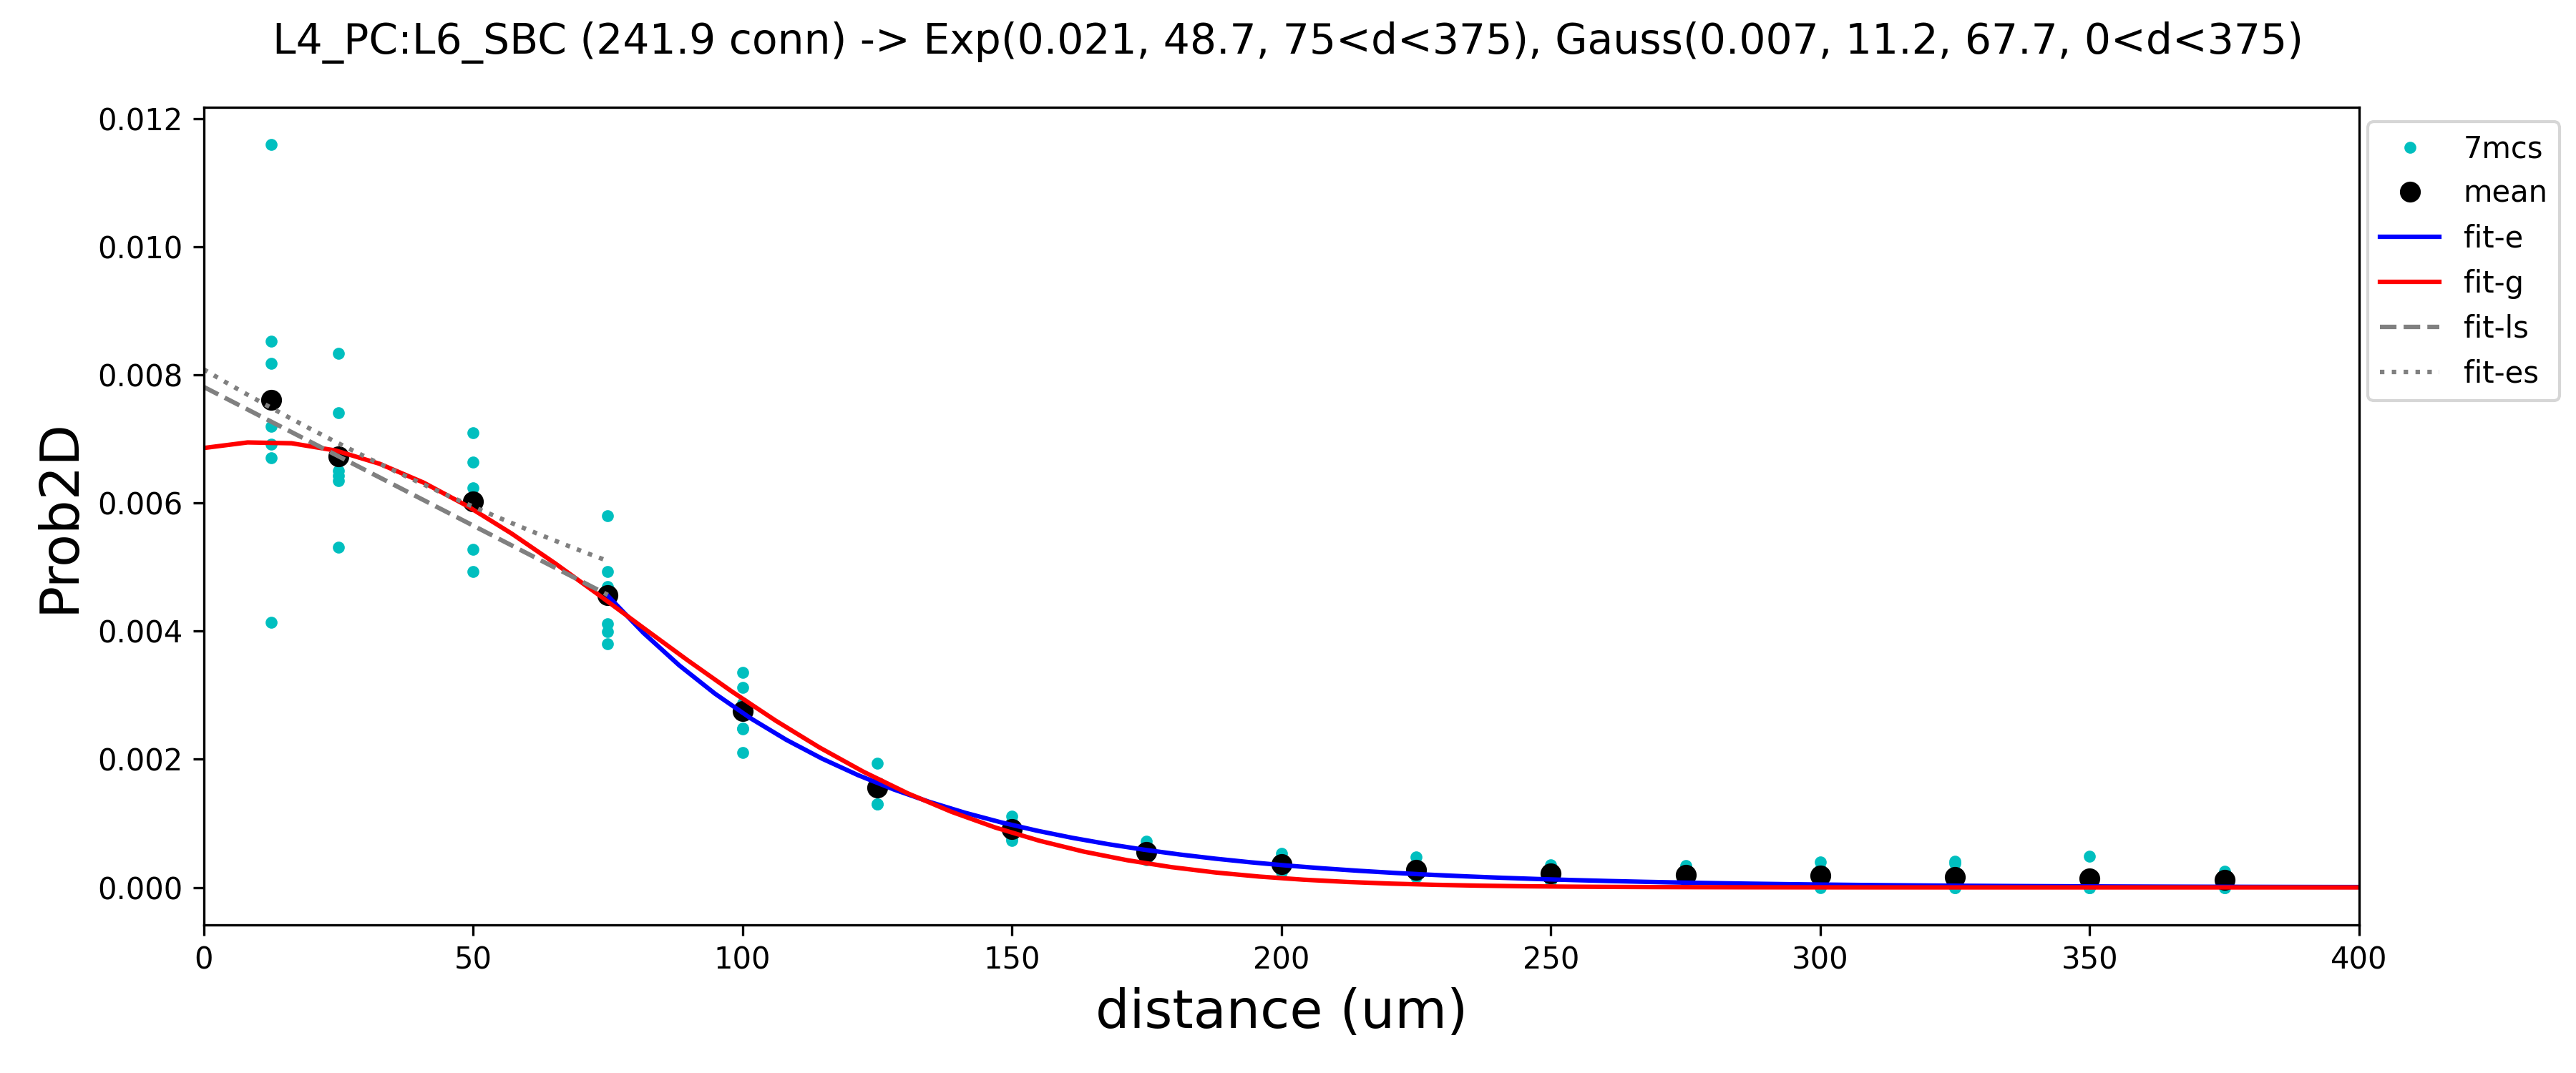 L4_PC:L6_SBC (241.9 conn) -> Exp(0.021, 48.7, 75<d<375), Gauss(0.007, 11.2, 67.7, 0<d<375)
0.012
0.010
0.008
0.006
0.004
0.002
0.000
Prob2D
0 50 100 150 200 250 300 350 400
distance (um)
7mcs
mean
fit-e
fit-g
fit-ls
fit-es